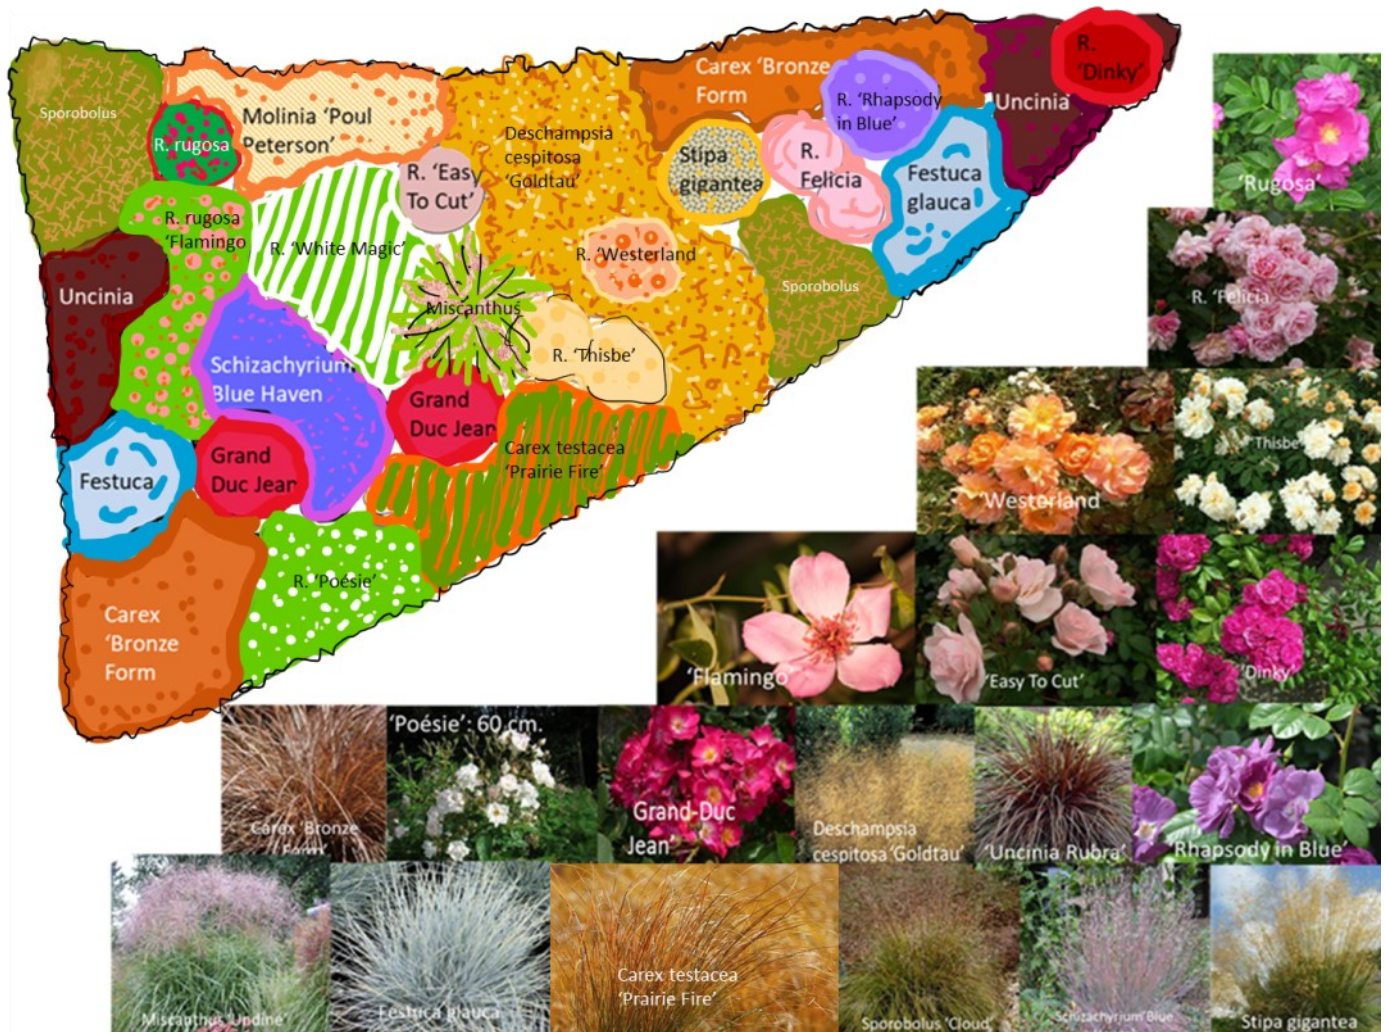 Sporobolus
R. rugosa
Molinia 'Poul
Peterson'
Deschampsia
cespitosa
'Goldtau'
Carex 'Bronze
Form
R. 'Rhapsody
in Blue'
Uncinia
R.
'Dinky'
R. 'Easy
To Cut'
Stipa
gigantea
R.
Felicia
Festuca
glauca
R. rugosa
'Flamingo
R. 'White Magic'
R. 'Westerland
Sporobolus
Uncinia
Miscanthus
Schizachyrium
Blue Haven
R. 'Thisbe'
Grand
Duc Jean
Carex testacea
'Prairie Fire'
Festuca
Grand
Duc Jean
R. 'Poésie'
Carex
'Bronze
Form
'Rugosa'
R. 'Felicia
'Westerland
'Thisbe'
'Flamingo'
'Easy To Cut'
'Dinky'
Carex 'Bronze
Form'
'Poésie': 60 cm.
Grand-Duc
Jean'
Deschampsia
cespitosa 'Goldtau'
'Uncinia Rubra'
'Rhapsody in Blue'
Miscanthus 'Undine'
Festuca glauca
Carex testacea
'Prairie Fire'
Sporobolus 'Cloud'
Schizachyrium 'Blue
Stipa gigantea